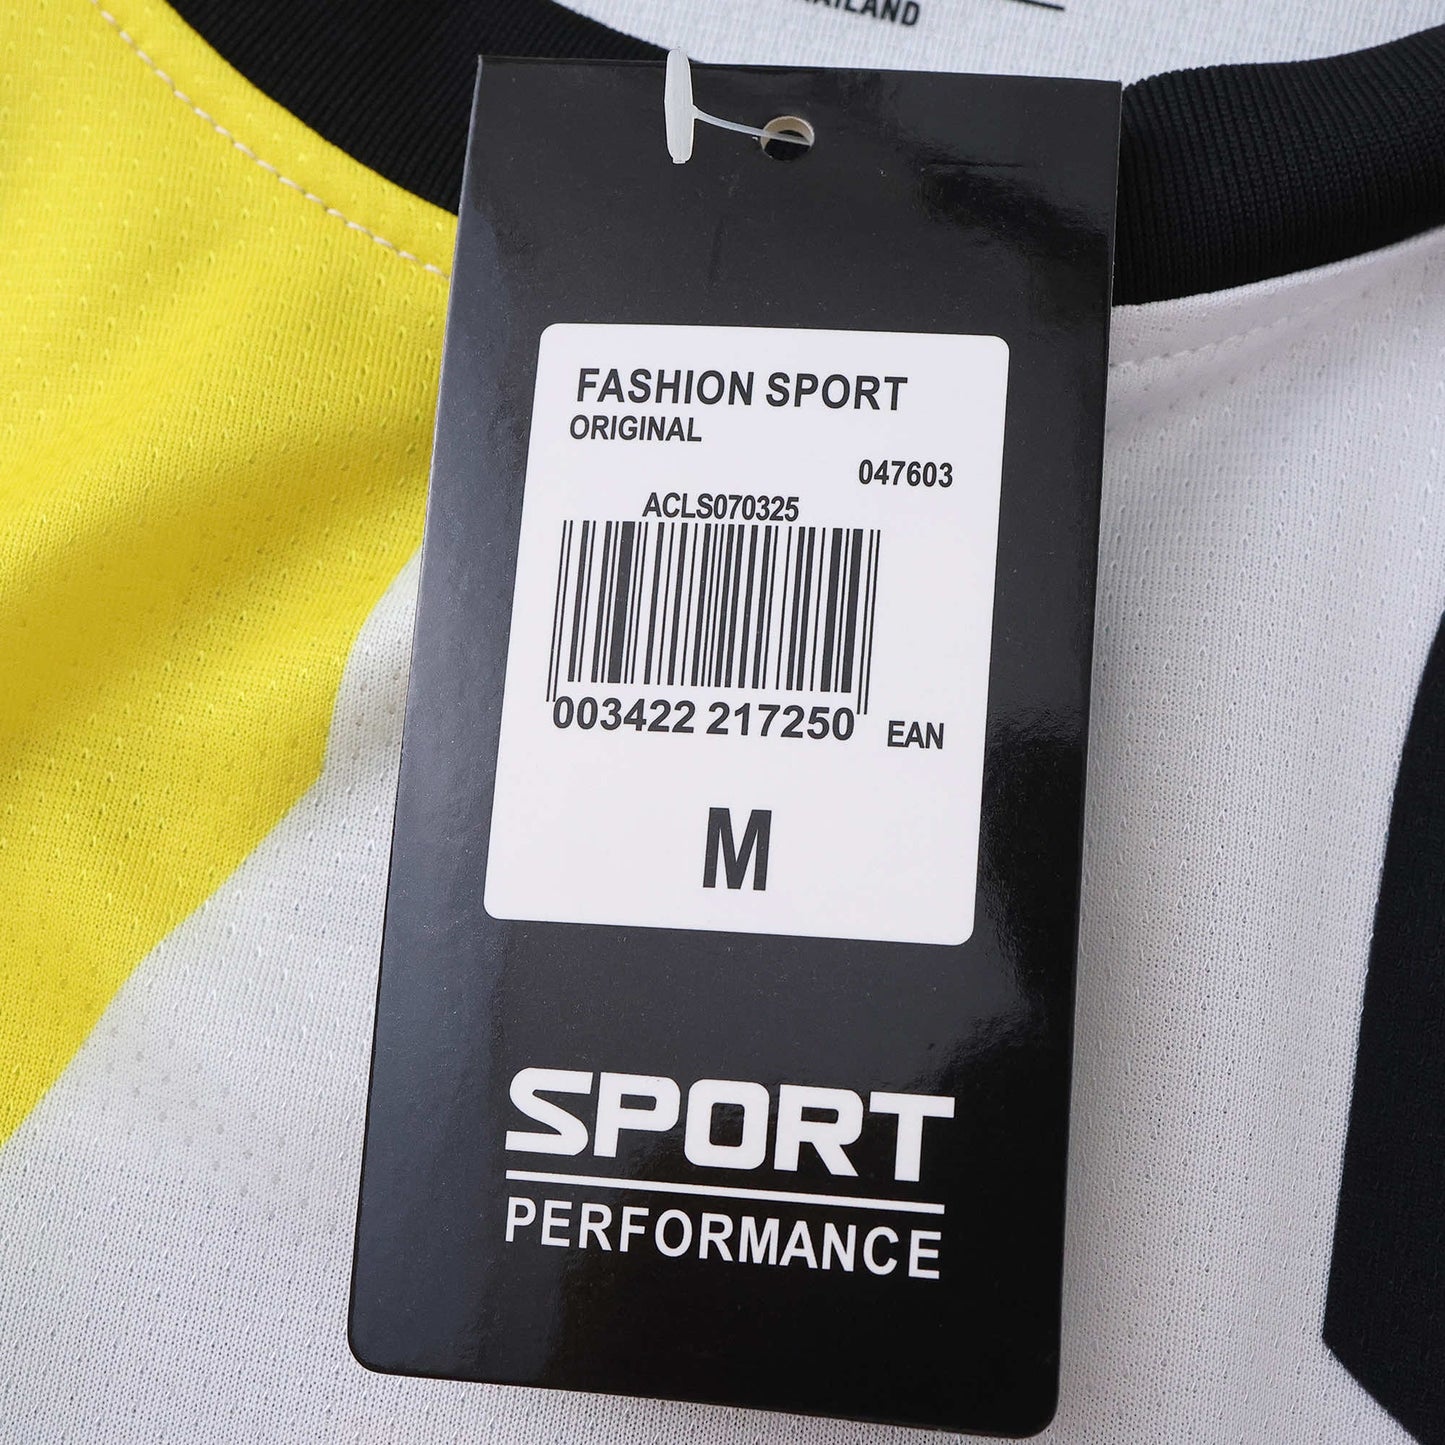 FASHION SPORT
ORIGINAL
047603
ACLS070325
003422 217250 EAN
M
SPORT
PERFORMANCE